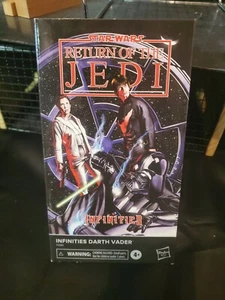 STAR WARS
RETURN OF THE
JEDI
INFINITIES
INFINITIES DARTH VADER
WARNING:
4+
Hasbro